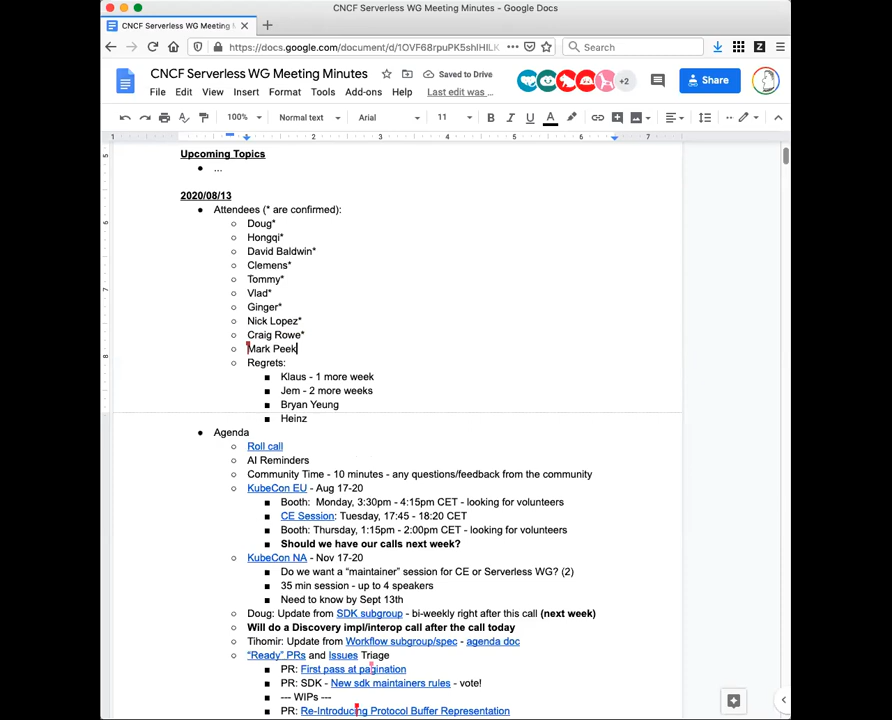 CNCF Serverless WG Meeting Minutes - Google Docs
CNCF Serverless WG Meeting M
https://docs.google.com/document/d/1OVF68rpuPK5shlHlLK
Search
CNCF Serverless WG Meeting Minutes
Saved to Drive
+2
Share
File Edit View Insert Format Tools Add-ons Help Last edit was ...
100% Normal text Arial 11 B I U A
1 1 2 3 4 5 6 7
Upcoming Topics
...
2020/08/13
Attendees (* are confirmed):
Doug*
Hongqi*
David Baldwin*
Clemens*
Tommy*
Vlad*
Ginger*
Nick Lopez*
Craig Rowe*
Mark Peek
Regrets:
Klaus - 1 more week
Jem - 2 more weeks
Bryan Yeung
Heinz
Agenda
Roll call
AI Reminders
Community Time - 10 minutes - any questions/feedback from the community
KubeCon EU - Aug 17-20
Booth: Monday, 3:30pm - 4:15pm CET - looking for volunteers
CE Session: Tuesday, 17:45 - 18:20 CET
Booth: Thursday, 1:15pm - 2:00pm CET - looking for volunteers
Should we have our calls next week?
KubeCon NA - Nov 17-20
Do we want a “maintainer” session for CE or Serverless WG? (2)
35 min session - up to 4 speakers
Need to know by Sept 13th
Doug: Update from SDK subgroup - bi-weekly right after this call (next week)
Will do a Discovery impl/interop call after the call today
Tihomir: Update from Workflow subgroup/spec - agenda doc
“Ready” PRs and Issues Triage
PR: First pass at pagination
PR: SDK - New sdk maintainers rules - vote!
--- WIPs ---
PR: Re-Introducing Protocol Buffer Representation